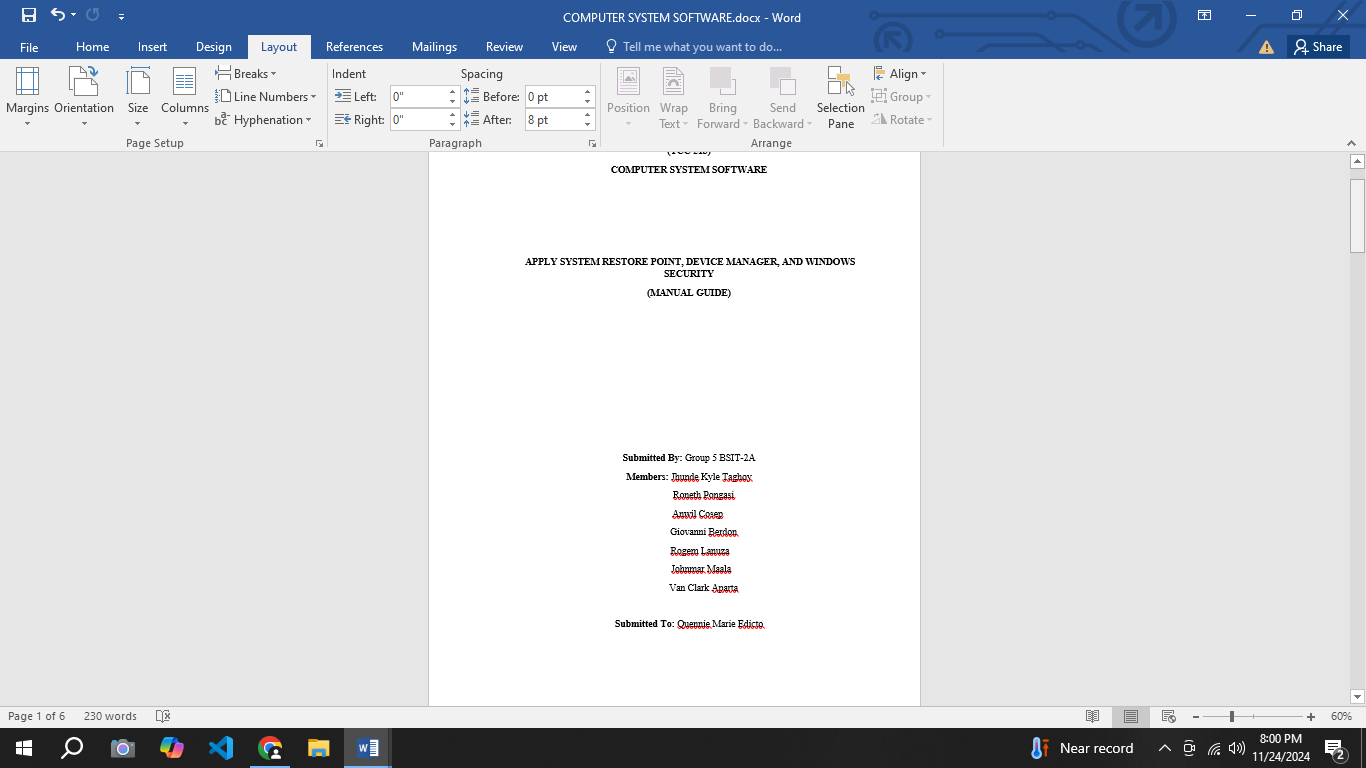 COMPUTER SYSTEM SOFTWARE.docx - Word
File Home Insert Design Layout References Mailings Review View Tell me what you want to do... Share
Margins Orientation Size Columns
Breaks
Line Numbers
Hyphenation
Page Setup
Indent Spacing
Left: 0" Before: 0 pt
Right: 0" After: 8 pt
Paragraph
Position Wrap Text Bring Forward Send Backward Selection Pane
Align
Group
Rotate
Arrange
COMPUTER SYSTEM SOFTWARE
APPLY SYSTEM RESTORE POINT, DEVICE MANAGER, AND WINDOWS
SECURITY
(MANUAL GUIDE)
Submitted By: Group 5 BSIT-2A
Members: Jhunde Kyle Taghoy
Roneth Pongasi
Anwil Cosep
Giovanni Berdon
Rogem Lanuza
Johnmar Maala
Van Clark Aparta
Submitted To: Quennie Marie Edicto
Page 1 of 6 230 words 60%
Near record 8:00 PM
11/24/2024 2